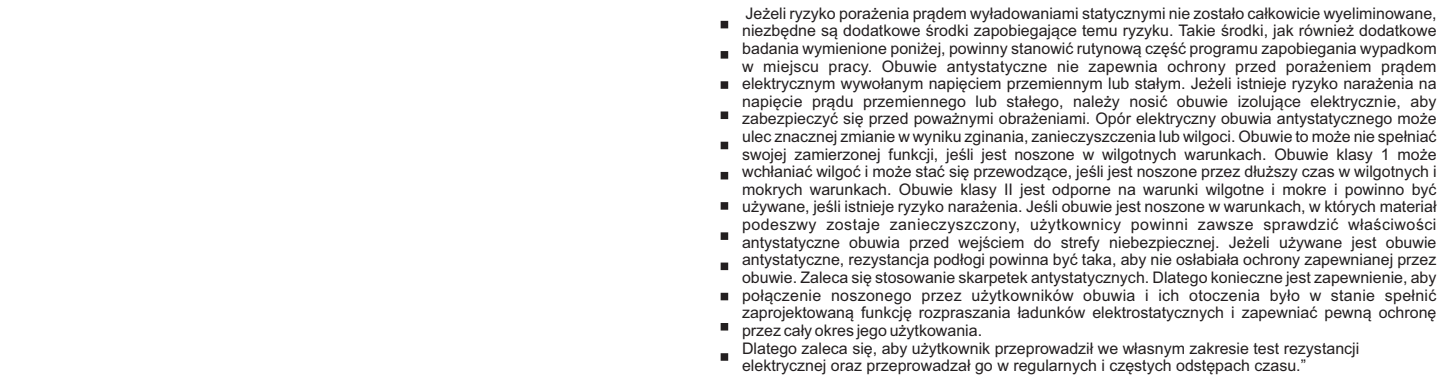 Jeżeli ryzyko porażenia prądem wyładowaniami statycznymi nie zostało całkowicie wyeliminowane,
niezbędne są dodatkowe środki zapobiegające temu ryzyku. Takie środki, jak również dodatkowe
badania wymienione poniżej, powinny stanowić rutynową część programu zapobiegania wypadkom
w miejscu pracy. Obuwie antystatyczne nie zapewnia ochrony przed porażeniem prądem
elektrycznym wywołanym napięciem przemiennym lub stałym. Jeżeli istnieje ryzyko narażenia na
napięcie prądu przemiennego lub stałego, należy nosić obuwie izolujące elektrycznie, aby
zabezpieczyć się przed poważnymi obrażeniami. Opór elektryczny obuwia antystatycznego może
ulec znacznej zmianie w wyniku zginania, zanieczyszczenia lub wilgoci. Obuwie to może nie spełniać
swojej zamierzonej funkcji, jeśli jest noszone w wilgotnych warunkach. Obuwie klasy 1 może
wchłaniać wilgoć i może stać się przewodzące, jeśli jest noszone przez dłuższy czas w wilgotnych i
mokrych warunkach. Obuwie klasy II jest odporne na warunki wilgotne i mokre i powinno być
używane, jeśli istnieje ryzyko narażenia. Jeśli obuwie jest noszone w warunkach, w których materiał
podeszwy zostaje zanieczyszczony, użytkownicy powinni zawsze sprawdzić właściwości
antystatyczne obuwia przed wejściem do strefy niebezpiecznej. Jeżeli używane jest obuwie
antystatyczne, rezystancja podłogi powinna być taka, aby nie osłabiała ochrony zapewnianej przez
obuwie. Zaleca się stosowanie skarpetek antystatycznych. Dlatego konieczne jest zapewnienie, aby
połączenie noszonego przez użytkowników obuwia i ich otoczenia było w stanie spełnić
zaprojektowaną funkcję rozpraszania ładunków elektrostatycznych i zapewniać pewną ochronę
przez cały okres jego użytkowania.
Dlatego zaleca się, aby użytkownik przeprowadził we własnym zakresie test rezystancji
elektrycznej oraz przeprowadzał go w regularnych i częstych odstępach czasu.”